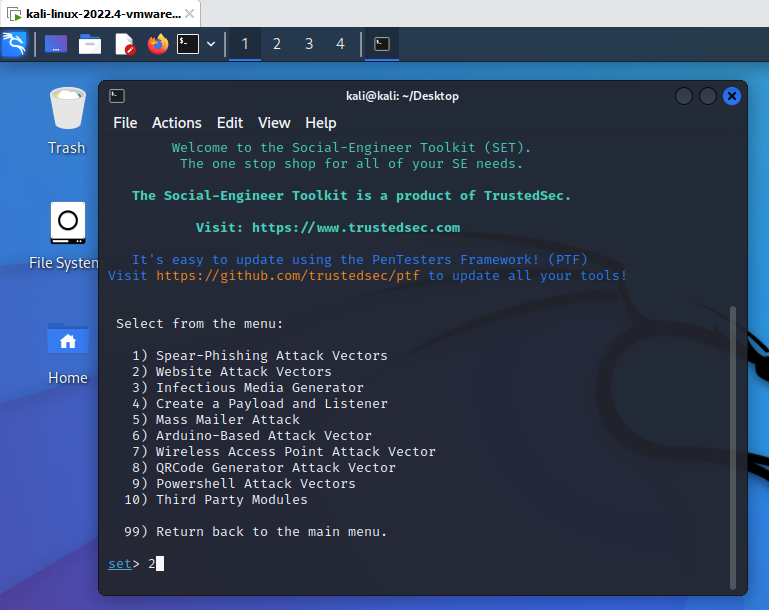 kali-linux-2022.4-vmware...
1 2 3 4
kali@kali: ~/Desktop
File Actions Edit View Help
Trash
File System
Home
Welcome to the Social-Engineer Toolkit (SET).
The one stop shop for all of your SE needs.
The Social-Engineer Toolkit is a product of TrustedSec.
Visit: https://www.trustedsec.com
It's easy to update using the PenTesters Framework! (PTF)
Visit https://github.com/trustedsec/ptf to update all your tools!
Select from the menu:
1) Spear-Phishing Attack Vectors
2) Website Attack Vectors
3) Infectious Media Generator
4) Create a Payload and Listener
5) Mass Mailer Attack
6) Arduino-Based Attack Vector
7) Wireless Access Point Attack Vector
8) QRCode Generator Attack Vector
9) Powershell Attack Vectors
10) Third Party Modules
99) Return back to the main menu.
set> 2